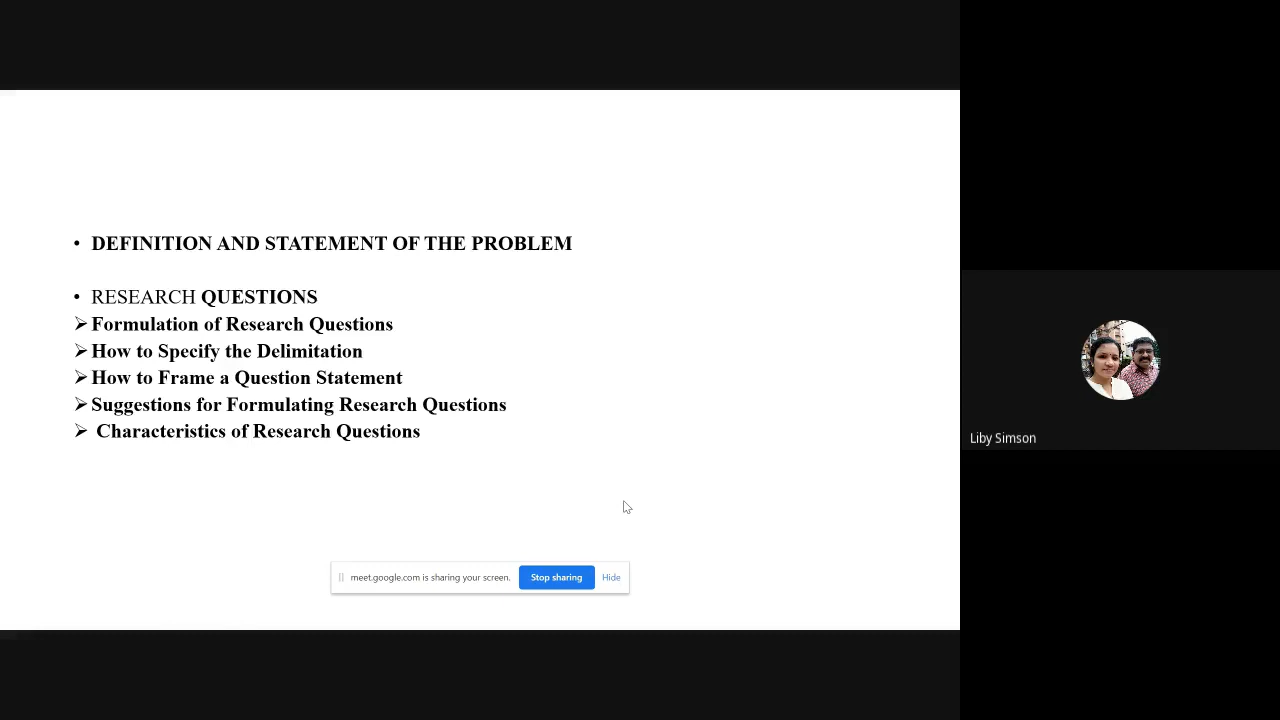 • DEFINITION AND STATEMENT OF THE PROBLEM
• RESEARCH QUESTIONS
➢ Formulation of Research Questions
➢ How to Specify the Delimitation
➢ How to Frame a Question Statement
➢ Suggestions for Formulating Research Questions
➢ Characteristics of Research Questions
meet.google.com is sharing your screen. Stop sharing Hide
Liby Simson